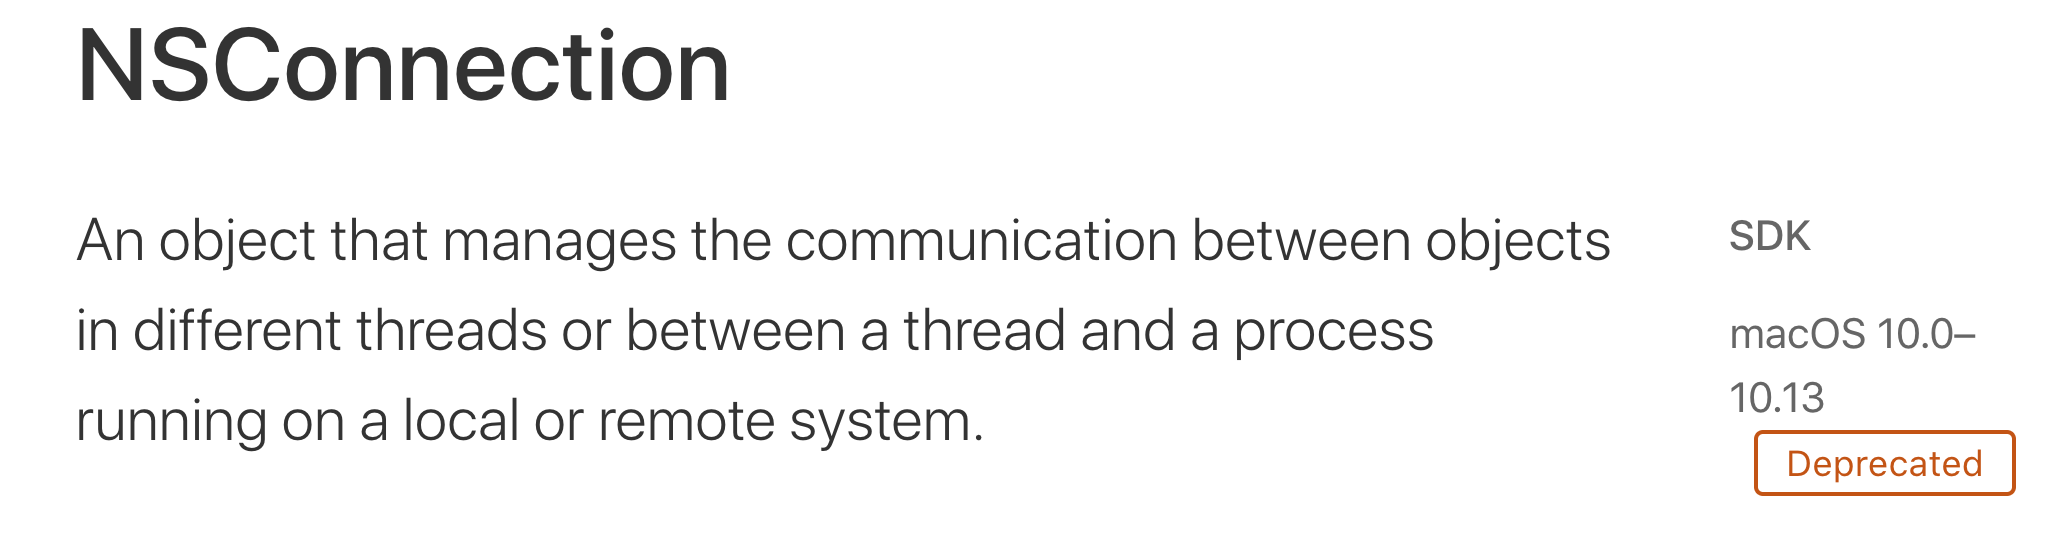 NSConnection
An object that manages the communication between objects
in different threads or between a thread and a process
running on a local or remote system.
SDK
macOS 10.0–
10.13
Deprecated